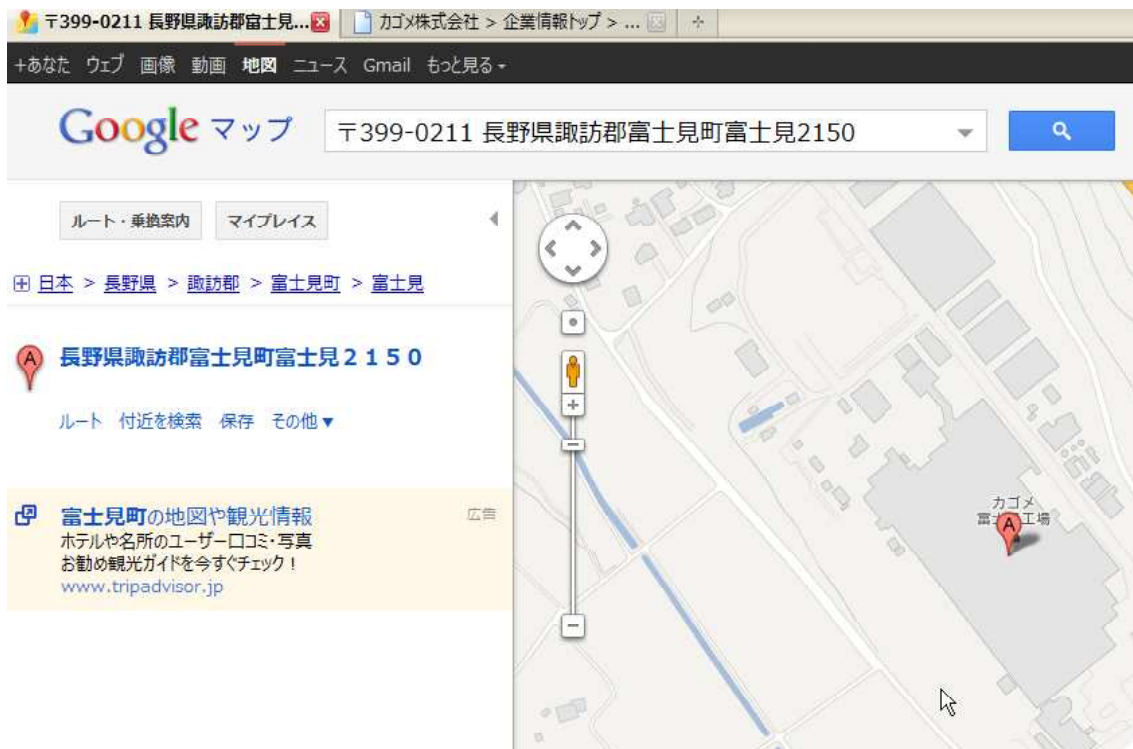 〒399-0211 長野県諏訪郡富士見... カゴメ株式会社 > 企業情報トップ > ...
+あなた ウェブ 画像 動画 地図 ニュース Gmail もっと見る
Google マップ 〒399-0211 長野県諏訪郡富士見町富士見2150
ルート・乗換案内 マイプレイス
日本 > 長野県 > 諏訪郡 > 富士見町 > 富士見
A 長野県諏訪郡富士見町富士見2150
ルート 付近を検索 保存 その他▼
富士見町の地図や観光情報 広告
ホテルや名所のユーザー口コミ・写真
お勧め観光ガイドを今すぐチェック!
www.tripadvisor.jp
カゴメ
富士見工場
A